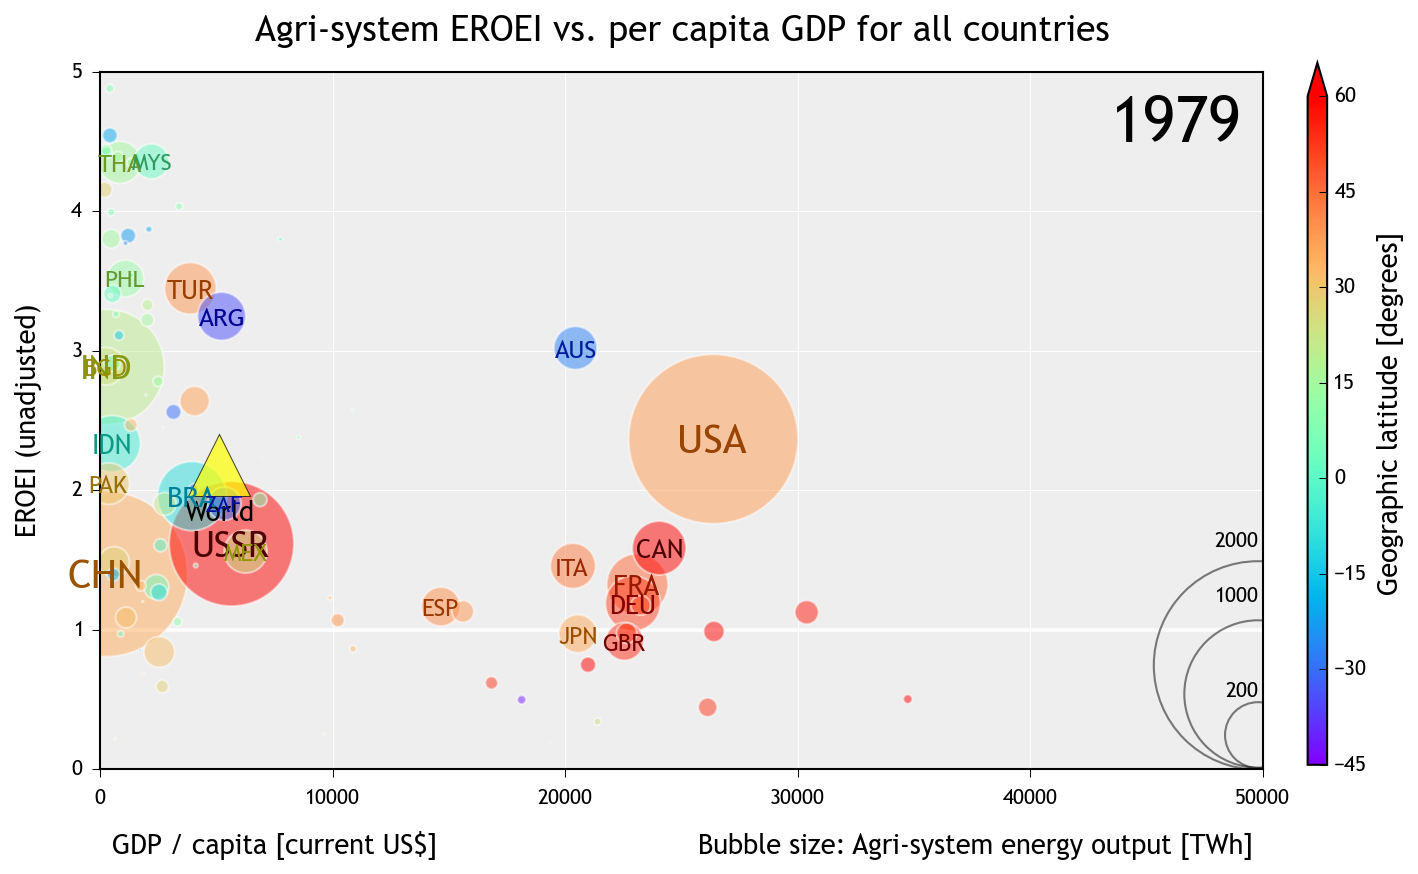 Agri-system EROEI vs. per capita GDP for all countries
1979
EROEI (unadjusted)
5
4
3
2
1
0
THA
MYS
PHL
TUR
ARG
AUS
IND
BGD
USA
IDN
PAK
BRA
ZAF
World
USSR
MEX
CHN
CAN
ITA
FRA
DEU
ESP
JPN
GBR
2000
1000
200
0
10000
20000
30000
40000
50000
GDP / capita [current US$]
Bubble size: Agri-system energy output [TWh]
60
45
30
15
0
−15
−30
−45
Geographic latitude [degrees]